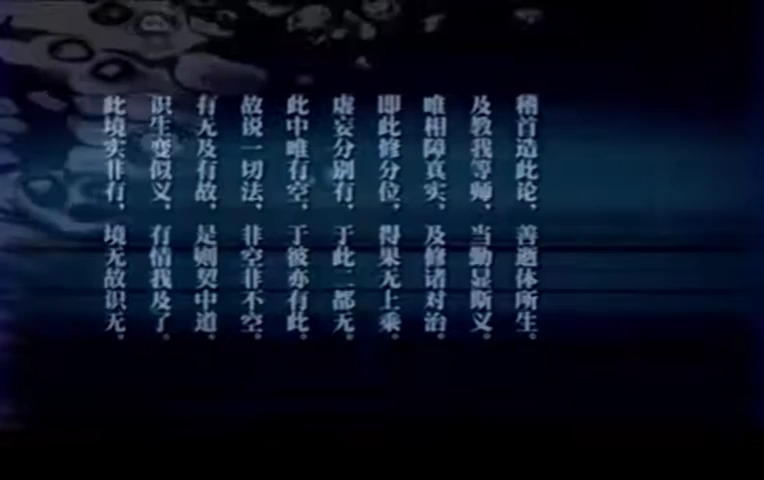 稽首造此论，善逝体所生。
及教我等师，当勤显斯义。
唯相障真实，及修诸对治。
即此修分位，得果无上乘。
虚妄分别有，于此二都无。
此中唯有空，于彼亦有此。
故说一切法，非空非不空。
有无及有故，是则契中道。
识生变似义，有情我及了。
此境实非有，境无故识无。